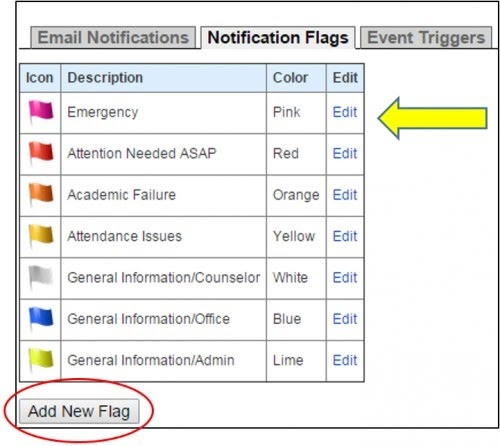 Email Notifications Notification Flags Event Triggers
Icon Description Color Edit
Emergency Pink Edit
Attention Needed ASAP Red Edit
Academic Failure Orange Edit
Attendance Issues Yellow Edit
General Information/Counselor White Edit
General Information/Office Blue Edit
General Information/Admin Lime Edit
Add New Flag